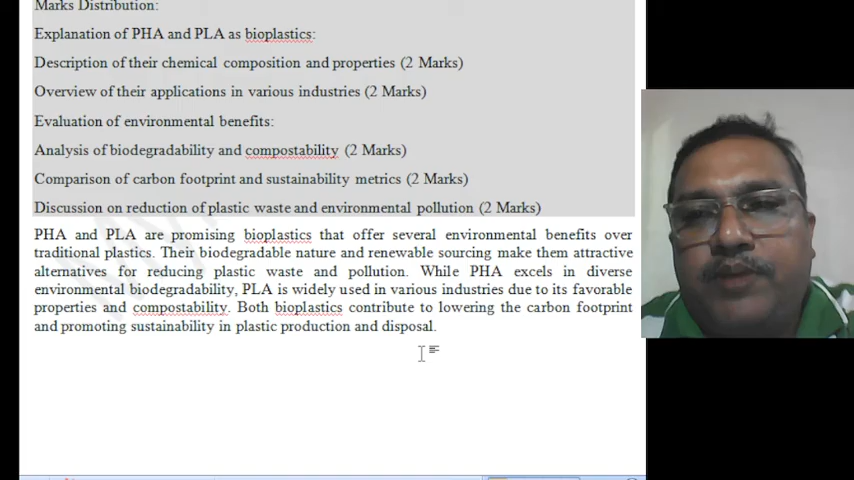 Marks Distribution:
Explanation of PHA and PLA as bioplastics:
Description of their chemical composition and properties (2 Marks)
Overview of their applications in various industries (2 Marks)
Evaluation of environmental benefits:
Analysis of biodegradability and compostability (2 Marks)
Comparison of carbon footprint and sustainability metrics (2 Marks)
Discussion on reduction of plastic waste and environmental pollution (2 Marks)
PHA and PLA are promising bioplastics that offer several environmental benefits over
traditional plastics. Their biodegradable nature and renewable sourcing make them attractive
alternatives for reducing plastic waste and pollution. While PHA excels in diverse
environmental biodegradability, PLA is widely used in various industries due to its favorable
properties and compostability. Both bioplastics contribute to lowering the carbon footprint
and promoting sustainability in plastic production and disposal.